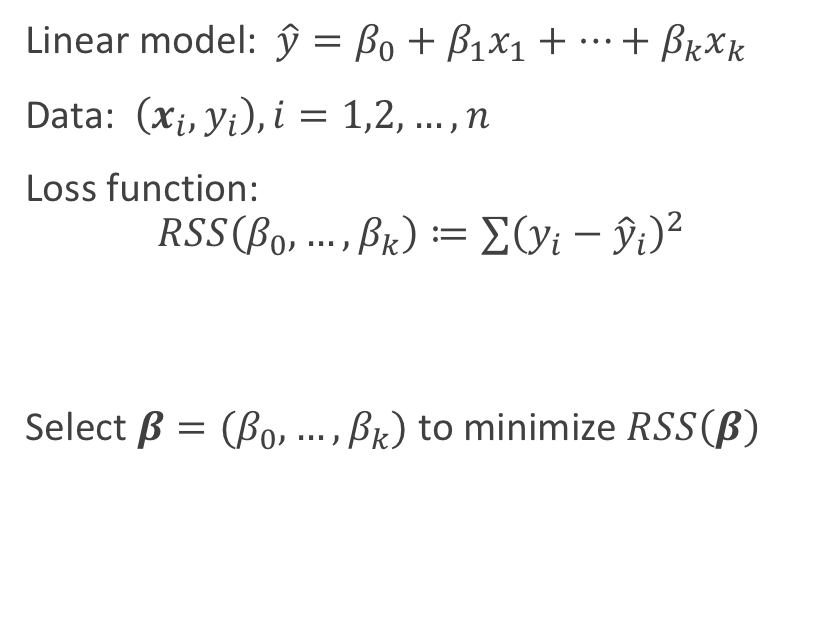 Linear model: ŷ = β₀ + β₁x₁ + ⋯ + βₖxₖ
Data: (𝒙ᵢ, yᵢ), i = 1,2, … , n
Loss function:
RSS(β₀, … , βₖ) ≔ ∑(yᵢ − ŷᵢ)²
Select 𝜷 = (β₀, … , βₖ) to minimize RSS(𝜷)